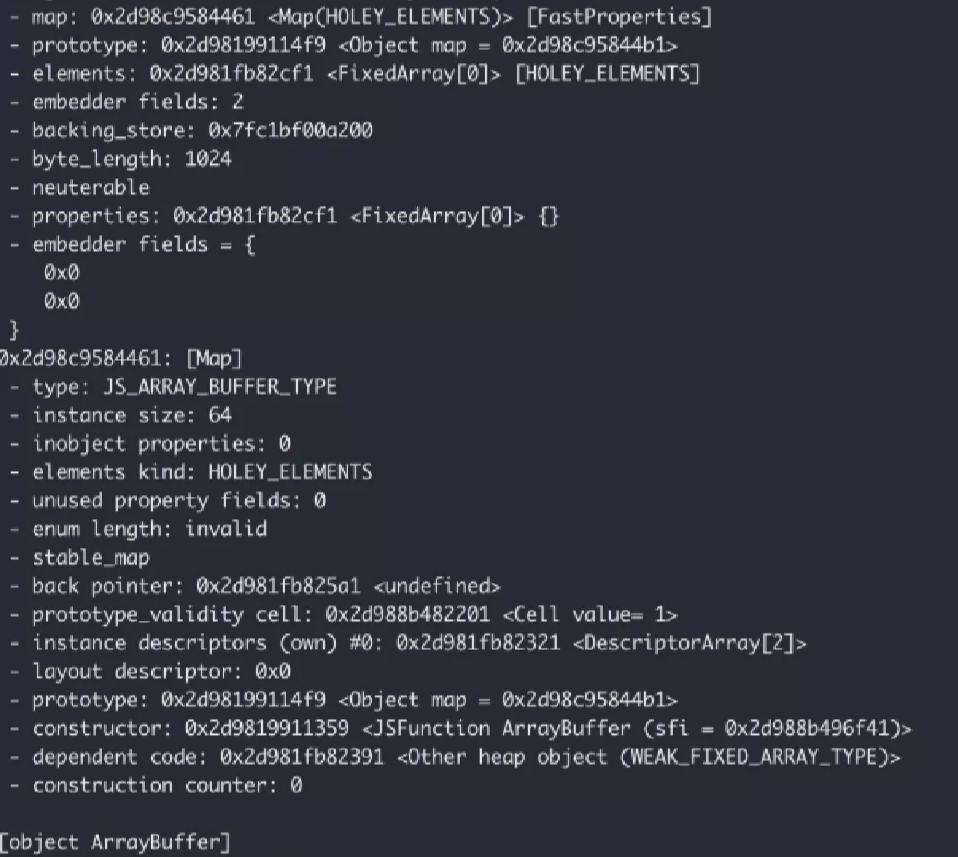 - map: 0x2d98c9584461 <Map(HOLEY_ELEMENTS)> [FastProperties]
- prototype: 0x2d98199114f9 <Object map = 0x2d98c95844b1>
- elements: 0x2d981fb82cf1 <FixedArray[0]> [HOLEY_ELEMENTS]
- embedder fields: 2
- backing_store: 0x7fc1bf00a200
- byte_length: 1024
- neuterable
- properties: 0x2d981fb82cf1 <FixedArray[0]> {}
- embedder fields = {
0x0
0x0
}
0x2d98c9584461: [Map]
- type: JS_ARRAY_BUFFER_TYPE
- instance size: 64
- inobject properties: 0
- elements kind: HOLEY_ELEMENTS
- unused property fields: 0
- enum length: invalid
- stable_map
- back pointer: 0x2d981fb825a1 <undefined>
- prototype_validity cell: 0x2d988b482201 <Cell value= 1>
- instance descriptors (own) #0: 0x2d981fb82321 <DescriptorArray[2]>
- layout descriptor: 0x0
- prototype: 0x2d98199114f9 <Object map = 0x2d98c95844b1>
- constructor: 0x2d9819911359 <JSFunction ArrayBuffer (sfi = 0x2d988b496f41)>
- dependent code: 0x2d981fb82391 <Other heap object (WEAK_FIXED_ARRAY_TYPE)>
- construction counter: 0
[object ArrayBuffer]